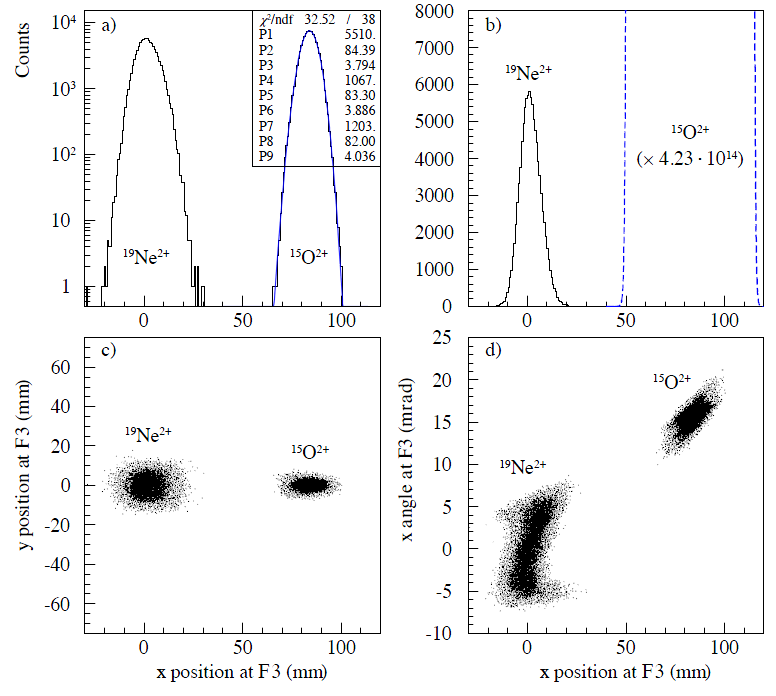 a)
Counts
10⁴
10³
10²
10
1
χ²/ndf 32.52 / 38
P1 5510.
P2 84.39
P3 3.794
P4 1067.
P5 83.30
P6 3.886
P7 1203.
P8 82.00
P9 4.036
¹⁹Ne²⁺
¹⁵O²⁺
0 50 100
b)
8000
7000
6000
5000
4000
3000
2000
1000
0
¹⁹Ne²⁺
¹⁵O²⁺
(× 4.23 · 10¹⁴)
0 50 100
c)
y position at F3 (mm)
60
40
20
0
-20
-40
-60
¹⁹Ne²⁺
¹⁵O²⁺
0 50 100
x position at F3 (mm)
d)
x angle at F3 (mrad)
25
20
15
10
5
0
-5
-10
¹⁵O²⁺
¹⁹Ne²⁺
0 50 100
x position at F3 (mm)